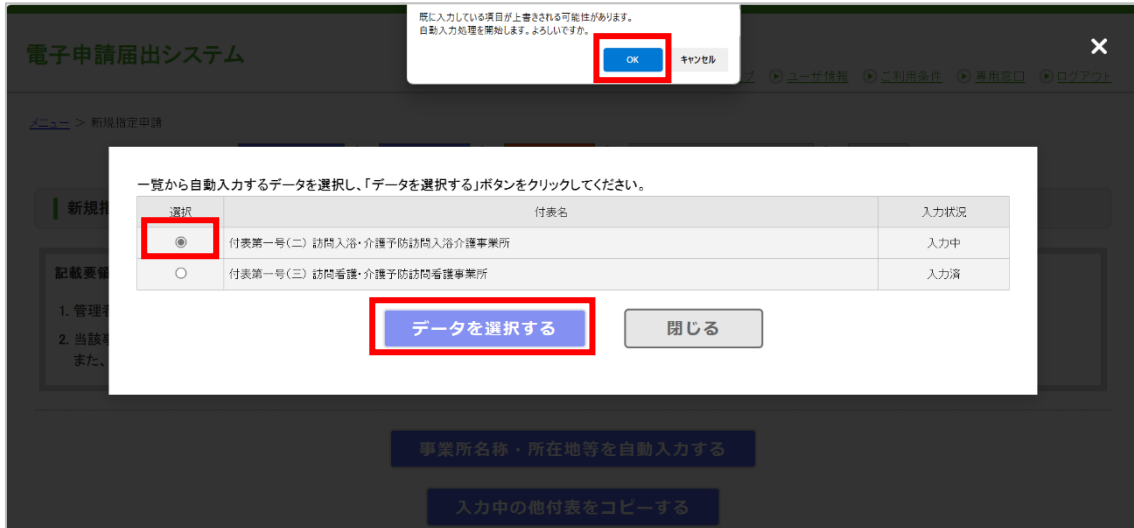 既に入力している項目が上書きされる可能性があります。
自動入力処理を開始します。よろしいですか。
OK キャンセル
電子申請届出システム
プ ユーザ情報 ご利用条件 専用窓口 ログアウト
メニュー > 新規指定申請
一覧から自動入力するデータを選択し、「データを選択する」ボタンをクリックしてください。
新規指
選択 付表名 入力状況
付表第一号(二) 訪問入浴・介護予防訪問入浴介護事業所 入力中
付表第一号(三) 訪問看護・介護予防訪問看護事業所 入力済
記載要領
1. 管理者
2. 当該事
また、
データを選択する 閉じる
事業所名称・所在地等を自動入力する
入力中の他付表をコピーする